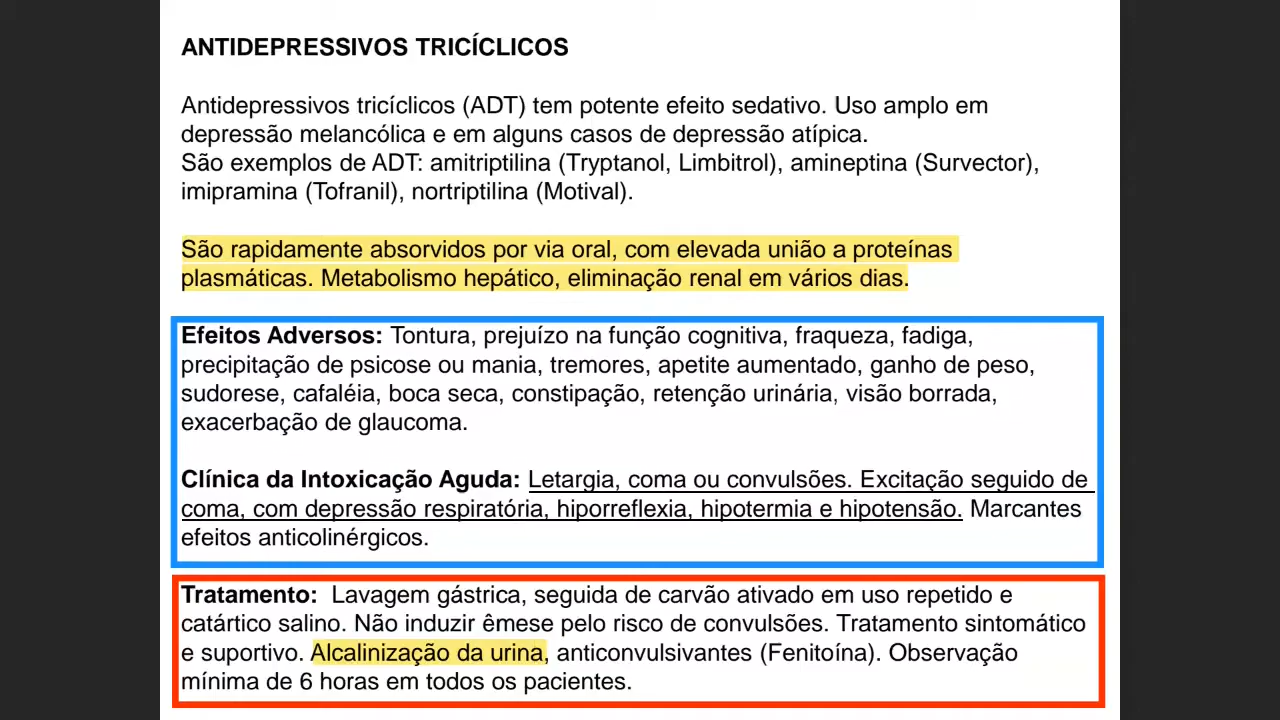 ANTIDEPRESSIVOS TRICÍCLICOS
Antidepressivos tricíclicos (ADT) tem potente efeito sedativo. Uso amplo em
depressão melancólica e em alguns casos de depressão atípica.
São exemplos de ADT: amitriptilina (Tryptanol, Limbitrol), amineptina (Survector),
imipramina (Tofranil), nortriptilina (Motival).
São rapidamente absorvidos por via oral, com elevada união a proteínas
plasmáticas. Metabolismo hepático, eliminação renal em vários dias.
Efeitos Adversos: Tontura, prejuízo na função cognitiva, fraqueza, fadiga,
precipitação de psicose ou mania, tremores, apetite aumentado, ganho de peso,
sudorese, cafaléia, boca seca, constipação, retenção urinária, visão borrada,
exacerbação de glaucoma.
Clínica da Intoxicação Aguda: Letargia, coma ou convulsões. Excitação seguido de
coma, com depressão respiratória, hiporreflexia, hipotermia e hipotensão. Marcantes
efeitos anticolinérgicos.
Tratamento: Lavagem gástrica, seguida de carvão ativado em uso repetido e
catártico salino. Não induzir êmese pelo risco de convulsões. Tratamento sintomático
e suportivo. Alcalinização da urina, anticonvulsivantes (Fenitoína). Observação
mínima de 6 horas em todos os pacientes.